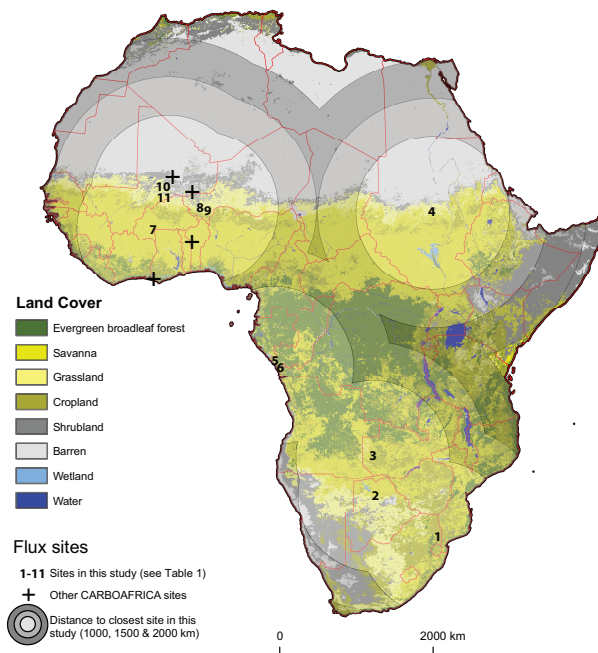 10
11
8
9
4
7
Land Cover
Evergreen broadleaf forest
Savanna
Grassland
Cropland
Shrubland
Barren
Wetland
Water
5
6
3
2
1
Flux sites
1-11 Sites in this study (see Table 1)
Other CARBOAFRICA sites
Distance to closest site in this
study (1000, 1500 & 2000 km)
0 2000 km